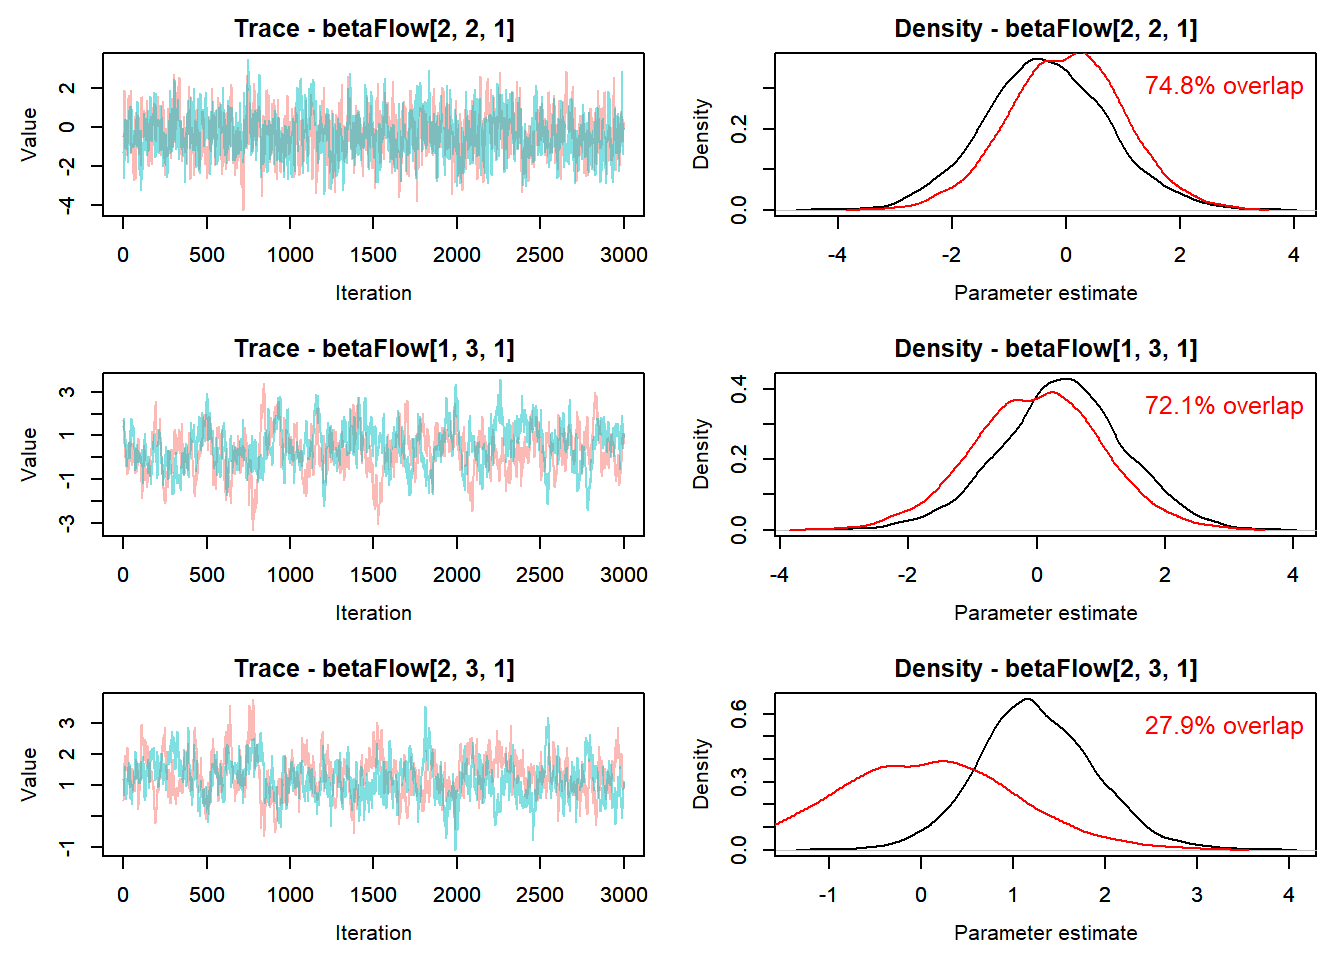 Trace - betaFlow[2, 2, 1]
Value
2
0
-2
-4
0 500 1000 1500 2000 2500 3000
Iteration
Density - betaFlow[2, 2, 1]
74.8% overlap
Density
0.2
0.0
-4 -2 0 2 4
Parameter estimate
Trace - betaFlow[1, 3, 1]
Value
3
1
-1
-3
0 500 1000 1500 2000 2500 3000
Iteration
Density - betaFlow[1, 3, 1]
72.1% overlap
Density
0.4
0.2
0.0
-4 -2 0 2 4
Parameter estimate
Trace - betaFlow[2, 3, 1]
Value
3
2
1
-1
0 500 1000 1500 2000 2500 3000
Iteration
Density - betaFlow[2, 3, 1]
27.9% overlap
Density
0.6
0.3
0.0
-1 0 1 2 3 4
Parameter estimate